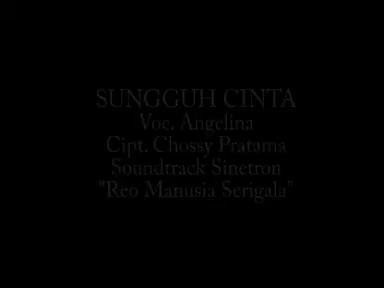 SUNGGUH CINTA
Voc. Angelina
Cipt. Chossy Pratama
Soundtrack Sinetron
"Reo Manusia Serigala"